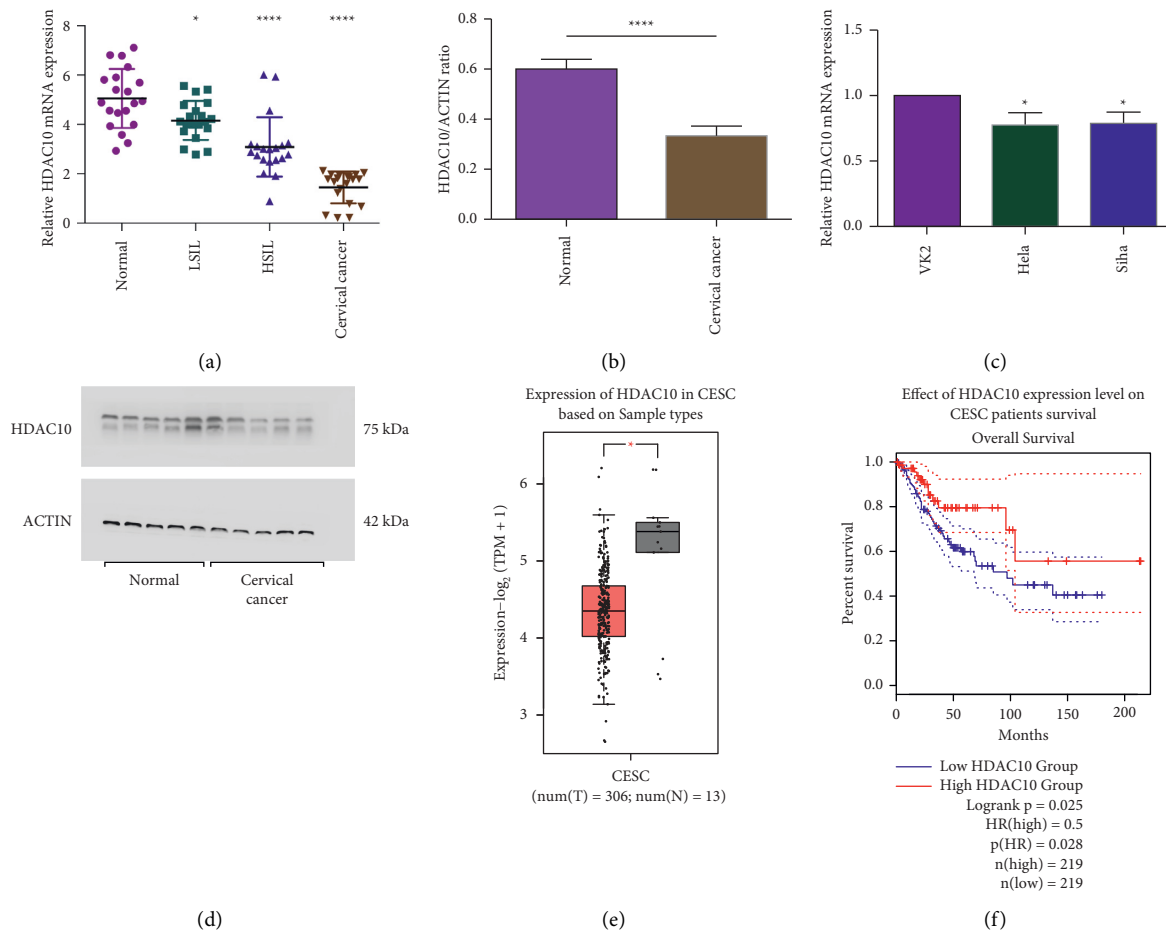 Relative HDAC10 mRNA expression
8
6
4
2
0
*
****
****
Normal
LSIL
HSIL
Cervical cancer
(a)
HDAC10/ACTIN ratio
0.8
0.6
0.4
0.2
0.0
****
Normal
Cervical cancer
(b)
Relative HDAC10 mRNA expression
1.5
1.0
0.5
0.0
*
*
VK2
Hela
Siha
(c)
HDAC10
75 kDa
ACTIN
42 kDa
Normal
Cervical
cancer
(d)
Expression of HDAC10 in CESC
based on Sample types
Expression−log₂ (TPM + 1)
6
5
4
3
*
CESC
(num(T) = 306; num(N) = 13)
(e)
Effect of HDAC10 expression level on
CESC patients survival
Overall Survival
Percent survival
1.0
0.8
0.6
0.4
0.2
0.0
0
50
100
150
200
Months
Low HDAC10 Group
High HDAC10 Group
Logrank p = 0.025
HR(high) = 0.5
p(HR) = 0.028
n(high) = 219
n(low) = 219
(f)